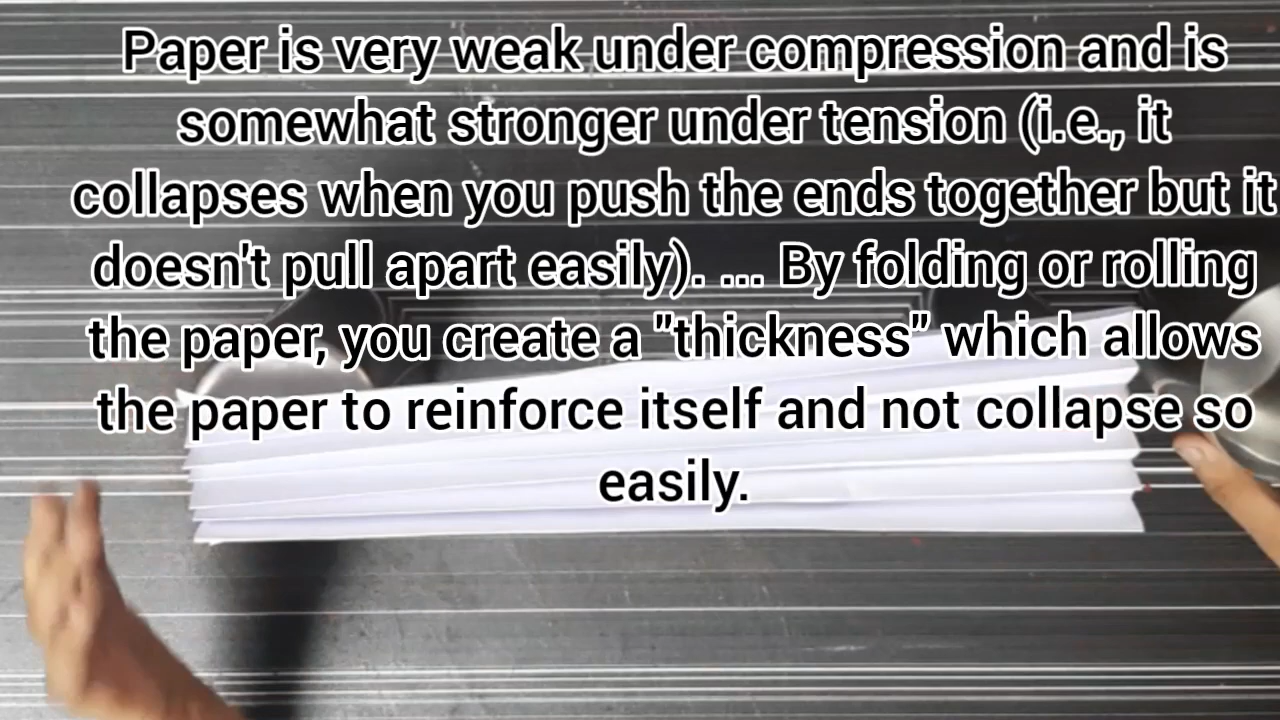 Paper is very weak under compression and is
somewhat stronger under tension (i.e., it
collapses when you push the ends together but it
doesn't pull apart easily). ... By folding or rolling
the paper, you create a "thickness" which allows
the paper to reinforce itself and not collapse so
easily.